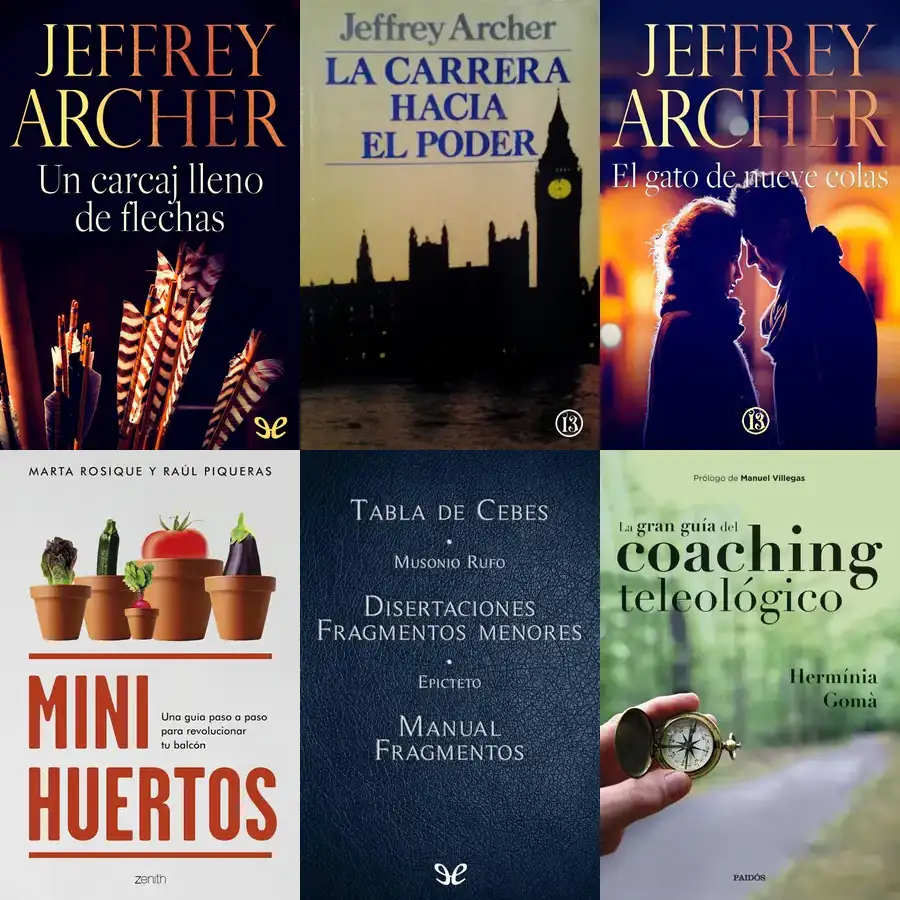 JEFFREY
ARCHER
Un carcaj lleno
de flechas
Jeffrey Archer
LA CARRERA
HACIA
EL PODER
13
JEFFREY
ARCHER
El gato de nueve colas
13
MARTA ROSIQUE Y RAÚL PIQUERAS
MINI
Una guía paso a paso
para revolucionar
tu balcón
HUERTOS
zenith
TABLA DE CEBES
•
MUSONIO RUFO
DISERTACIONES
FRAGMENTOS MENORES
•
EPICTETO
MANUAL
FRAGMENTOS
Prólogo de Manuel Villegas
La gran guía del
coaching
teleológico
Hermínia
Gomà
PAIDÓS